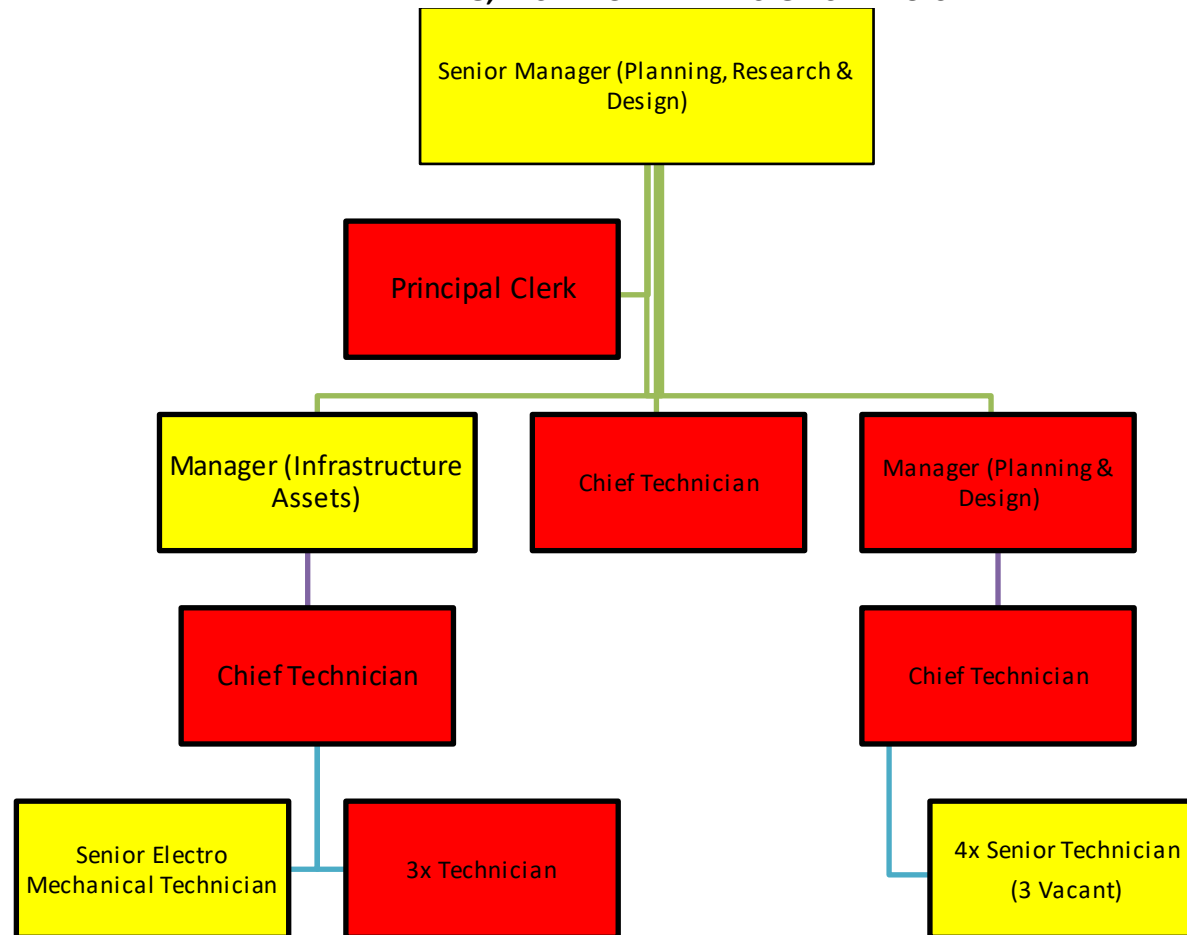 Senior Manager (Planning, Research &
Design)
Principal Clerk
Manager (Infrastructure
Assets)
Chief Technician
Manager (Planning &
Design)
Chief Technician
Chief Technician
Senior Electro
Mechanical Technician
3x Technician
4x Senior Technician
(3 Vacant)